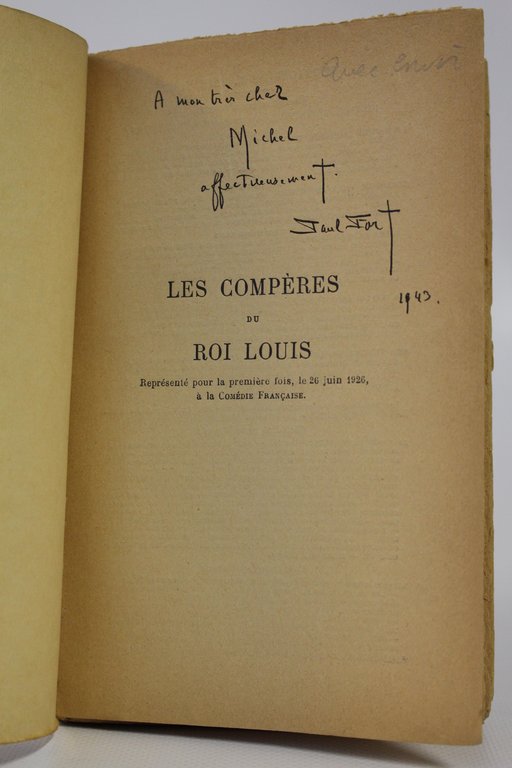 Avec envoi
A mon très cher
Michel
affectueusement.
Paul Fort
1943.
LES COMPÈRES
DU
ROI LOUIS
Représenté pour la première fois, le 26 juin 1926,
à la COMÉDIE FRANÇAISE.